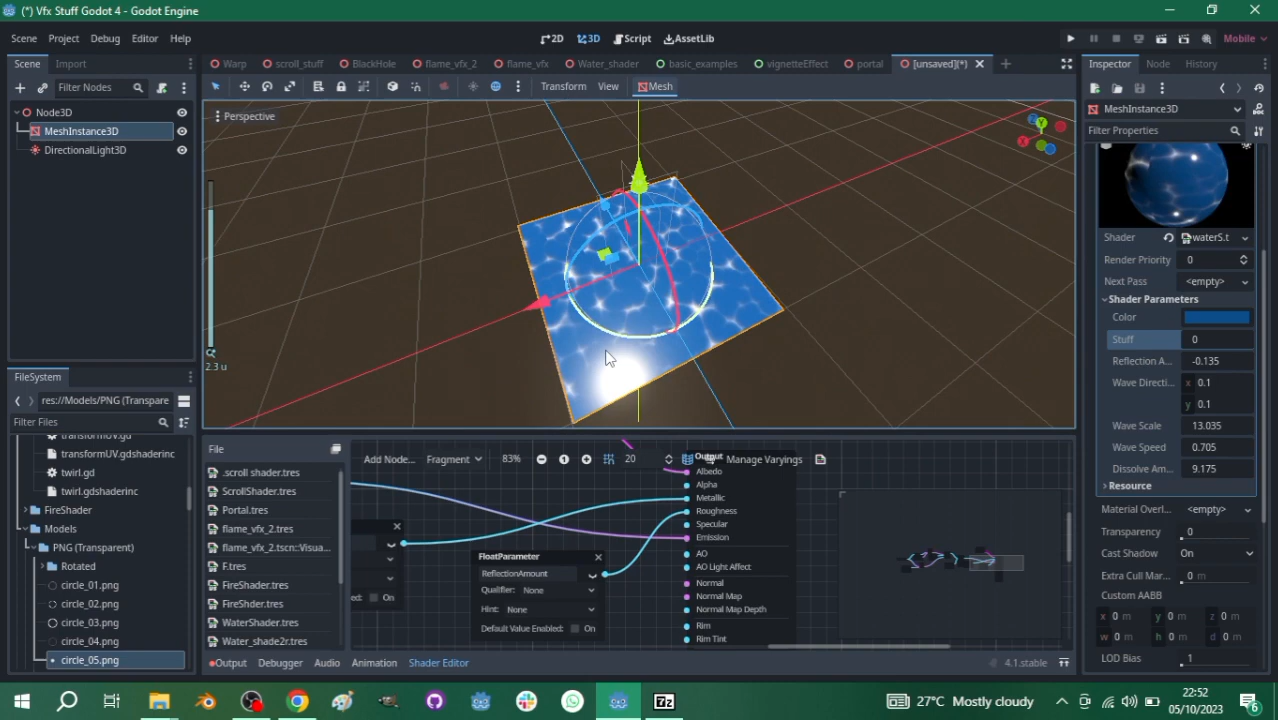 (*) Vfx Stuff Godot 4 - Godot Engine
Scene Project Debug Editor Help
2D 3D Script AssetLib
Mobile
Scene Import
Warp scroll_stuff BlackHole flame_vfx_2 flame_vfx Water_shader basic_examples vignetteEffect portal [unsaved](*)
Inspector Node History
Filter Nodes
Transform View Mesh
Node3D
MeshInstance3D
DirectionalLight3D
Perspective
Y
X
2.3 u
MeshInstance3D
Filter Properties
Shader waterS.t
Render Priority 0
Next Pass <empty>
Shader Parameters
Color
Stuff 0
Reflection A... -0.135
Wave Directi... x 0.1
y 0.1
Wave Scale 13.035
Wave Speed 0.705
Dissolve Am... 9.175
Resource
Material Overl... <empty>
Transparency 0
Cast Shadow On
Extra Cull Mar... 0 m
Custom AABB
x 0 m y 0 m z 0 m
w 0 m h 0 m d 0 m
LOD Bias 1
FileSystem
res://Models/PNG (Transpare
Filter Files
transformUV.gd
transformUV.gdshaderinc
twirl.gd
twirl.gdshaderinc
FireShader
Models
PNG (Transparent)
Rotated
circle_01.png
circle_02.png
circle_03.png
circle_04.png
circle_05.png
File
.scroll shader.tres
ScrollShader.tres
Portal.tres
flame_vfx_2.tres
flame_vfx_2.tscn::Visua...
F.tres
FireShader.tres
FireShder.tres
WaterShader.tres
Water_shade2r.tres
Add Node... Fragment 83% 20 Manage Varyings
Output
Albedo
Alpha
Metallic
Roughness
Specular
Emission
AO
AO Light Affect
Normal
Normal Map
Normal Map Depth
Rim
Rim Tint
ed: On
FloatParameter
ReflectionAmount
Qualifier: None
Hint: None
Default Value Enabled: On
Output Debugger Audio Animation Shader Editor 4.1.stable
7z
27°C Mostly cloudy
22:52
05/10/2023
6